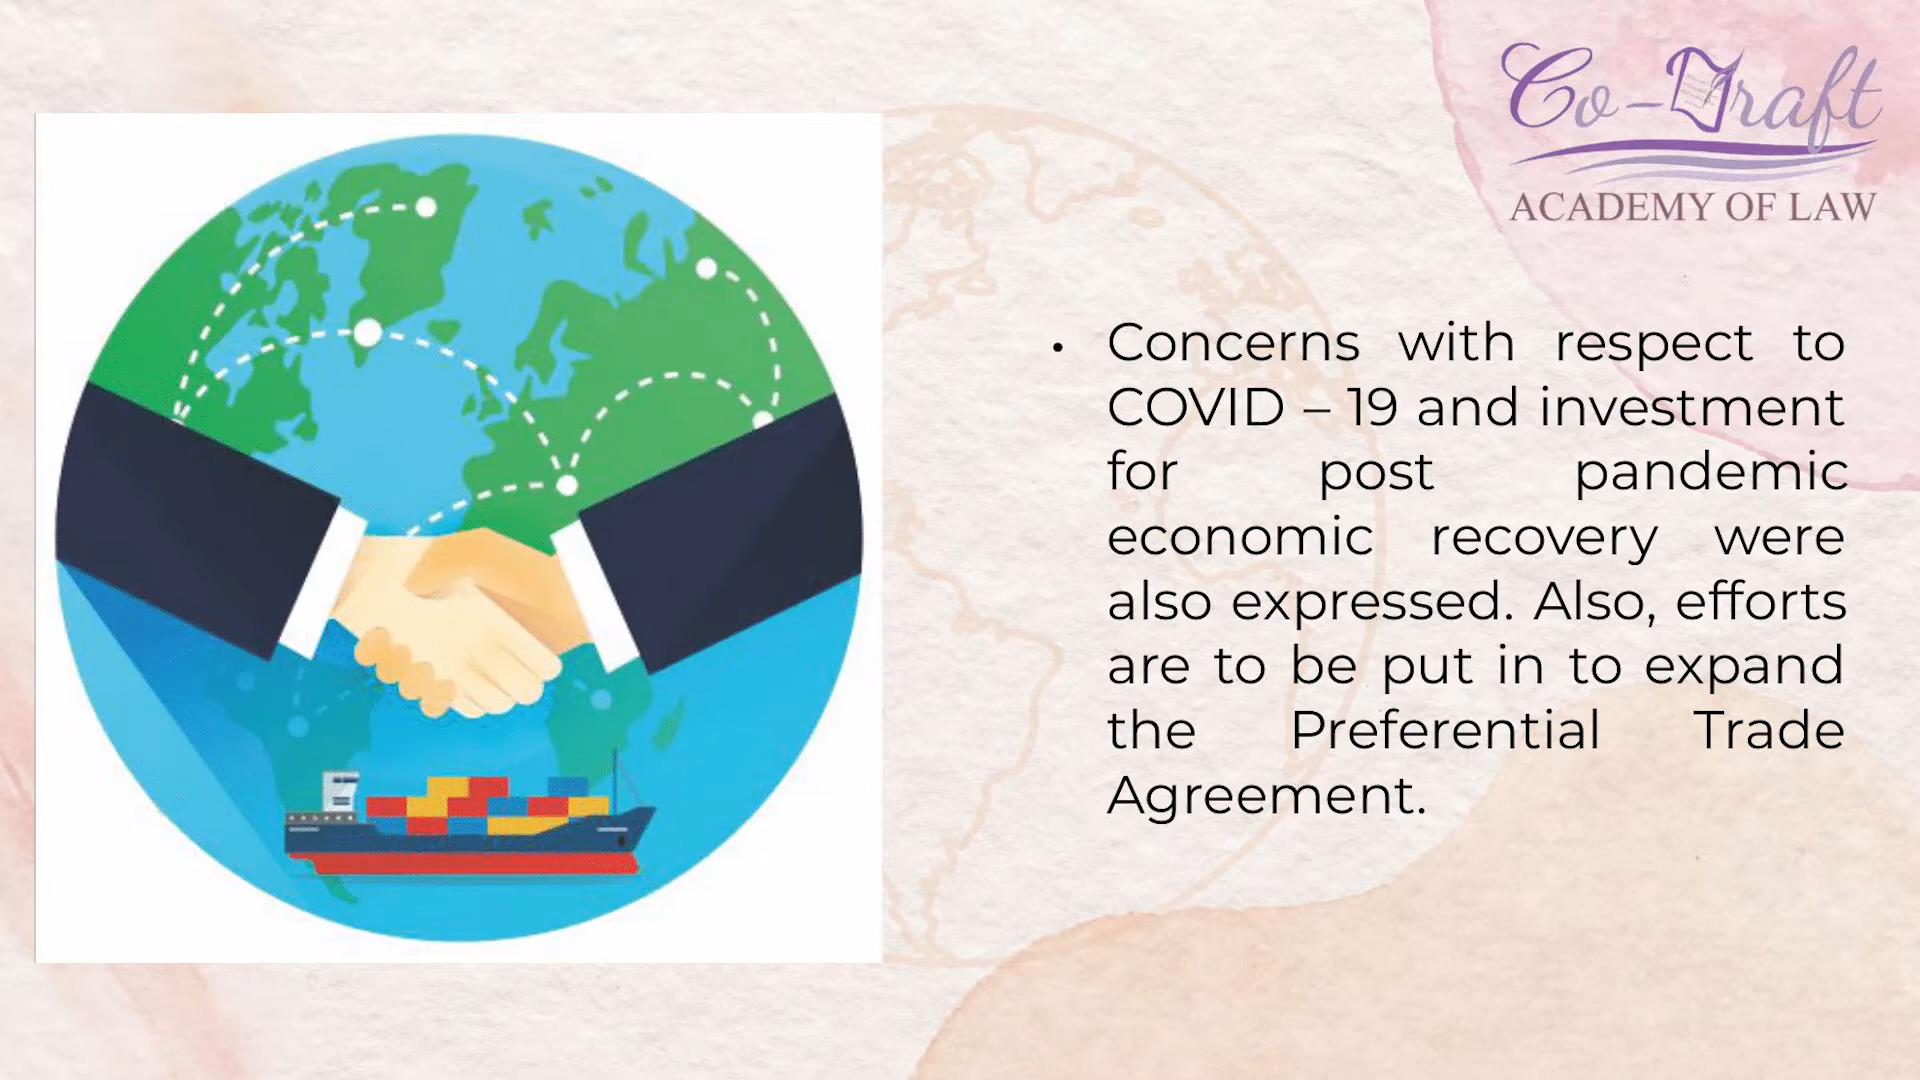 Co-Draft
ACADEMY OF LAW
• Concerns with respect to
COVID – 19 and investment
for post pandemic
economic recovery were
also expressed. Also, efforts
are to be put in to expand
the Preferential Trade
Agreement.